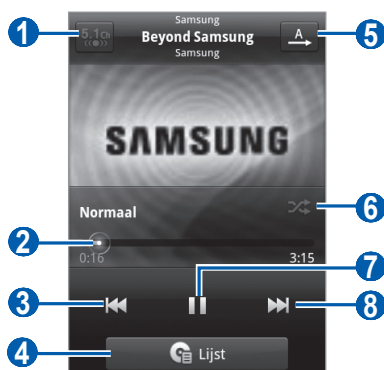 Samsung
1
5.1ch
Beyond Samsung
A
5
Samsung
SAMSUNG
Normaal
6
2
0:16
3:15
7
3
8
4
Lijst